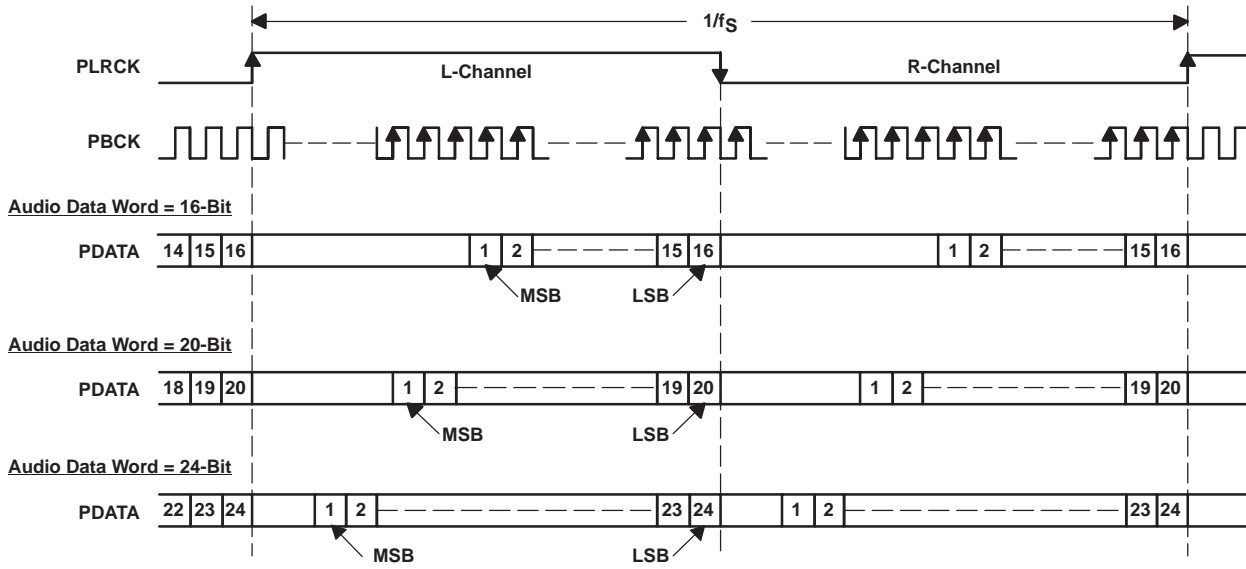 1/fS
PLRCK
L-Channel
R-Channel
PBCK
Audio Data Word = 16-Bit
PDATA 14 15 16 1 2 15 16 1 2 15 16
MSB LSB
Audio Data Word = 20-Bit
PDATA 18 19 20 1 2 19 20 1 2 19 20
MSB LSB
Audio Data Word = 24-Bit
PDATA 22 23 24 1 2 23 24 1 2 23 24
MSB LSB